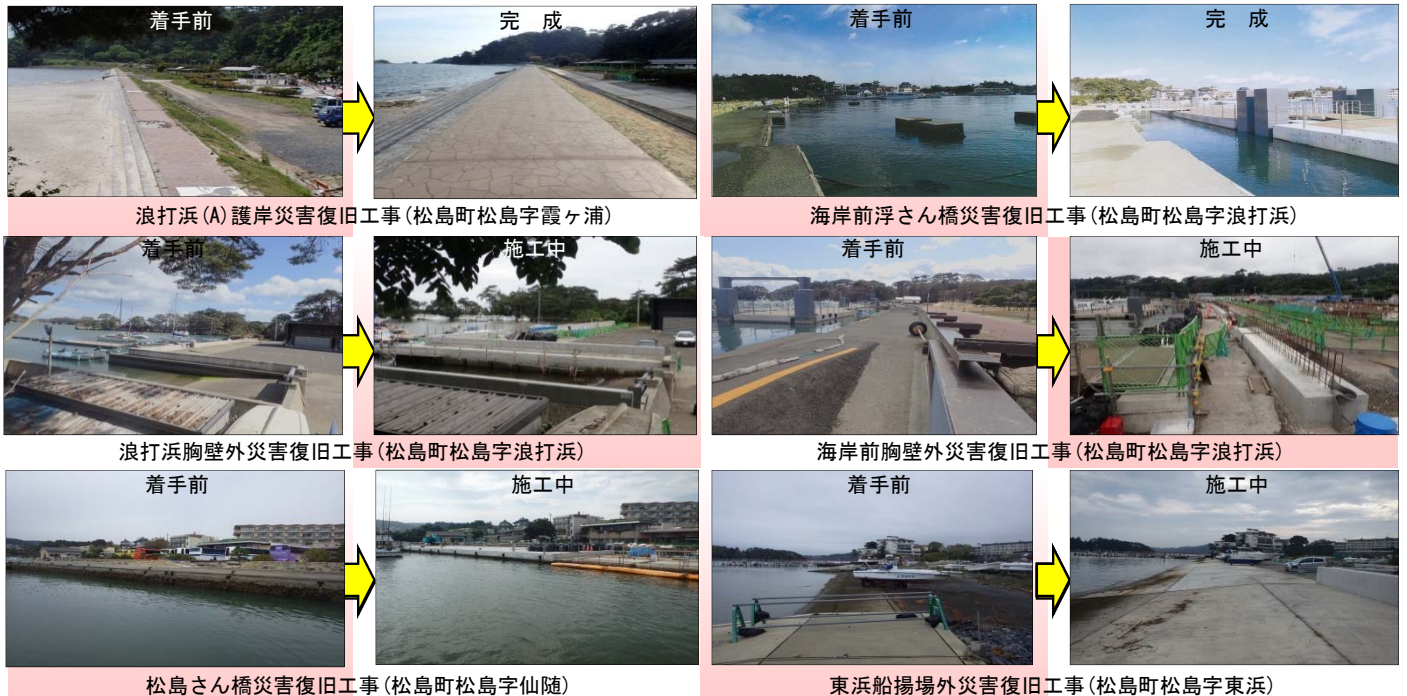 着手前
完成
着手前
完　成
浪打浜(A)護岸災害復旧工事(松島町松島字霞ヶ浦)
海岸前浮さん橋災害復旧工事(松島町松島字浪打浜)
着手前
施工中
着手前
施工中
浪打浜胸壁外災害復旧工事(松島町松島字浪打浜)
海岸前胸壁外災害復旧工事(松島町松島字浪打浜)
着手前
施工中
着手前
施工中
松島さん橋災害復旧工事(松島町松島字仙随)
東浜船揚場外災害復旧工事(松島町松島字東浜)